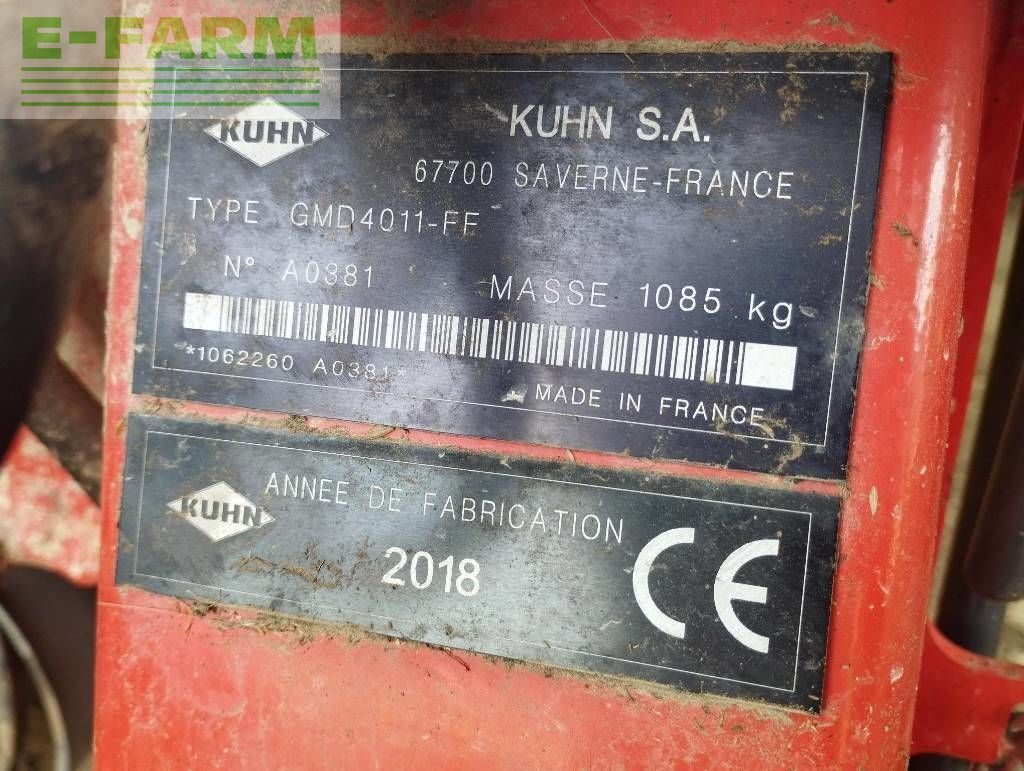 E-FARM
KUHN
KUHN S.A.
67700 SAVERNE-FRANCE
TYPE GMD4011-FF
N° A0381 MASSE 1085 kg
*1062260 A0381*
MADE IN FRANCE
KUHN
ANNEE DE FABRICATION
2018
CE